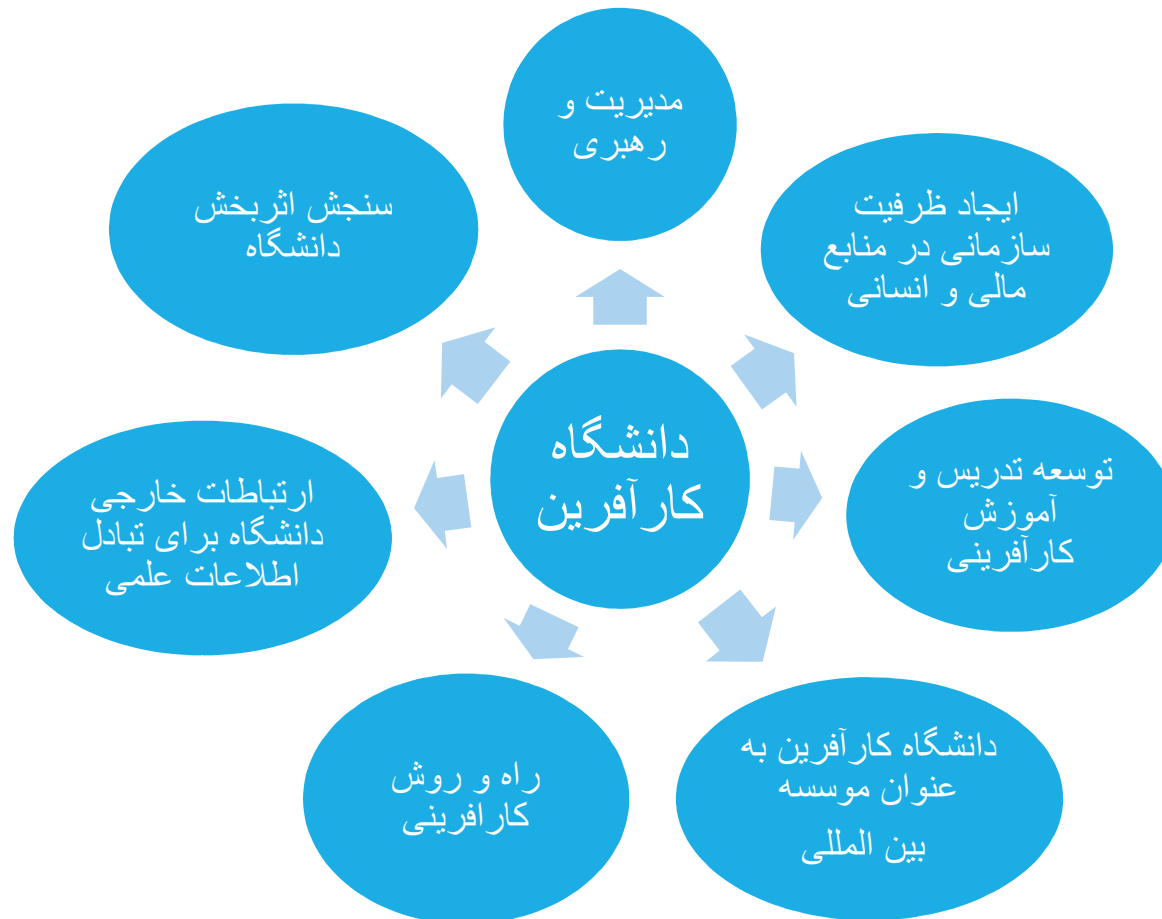 مدیریت و
رهبری
ایجاد ظرفیت
سازمانی در منابع
مالی و انسانی
توسعه تدریس و
آموزش
کارآفرینی
دانشگاه کارآفرین به
عنوان موسسه
بین المللی
راه و روش
کارافرینی
ارتباطات خارجی
دانشگاه برای تبادل
اطلاعات علمی
سنجش اثربخش
دانشگاه
دانشگاه
کارآفرین